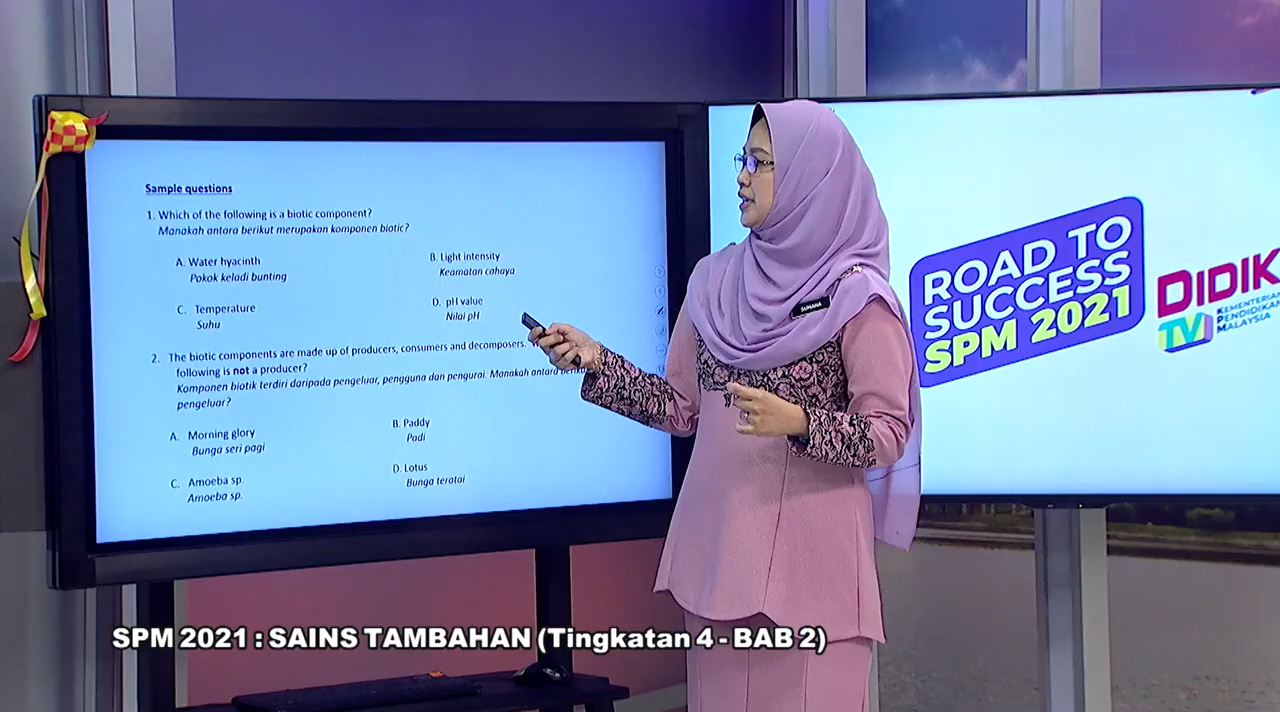 Sample questions
1. Which of the following is a biotic component?
Manakah antara berikut merupakan komponen biotic?
A. Water hyacinth
Pokok keladi bunting
B. Light intensity
Keamatan cahaya
C. Temperature
Suhu
D. pH value
Nilai pH
2. The biotic components are made up of producers, consumers and decomposers.
following is not a producer?
Komponen biotik terdiri daripada pengeluar, pengguna dan pengurai. Manakah antara
pengeluar?
A. Morning glory
Bunga seri pagi
B. Paddy
Padi
C. Amoeba sp.
Amoeba sp.
D. Lotus
Bunga teratai
SUHANA
ROAD TO
SUCCESS
SPM 2021
DIDIK
TV
KEMENTERIAN
PENDIDIKAN
MALAYSIA
SPM 2021 : SAINS TAMBAHAN (Tingkatan 4 - BAB 2)